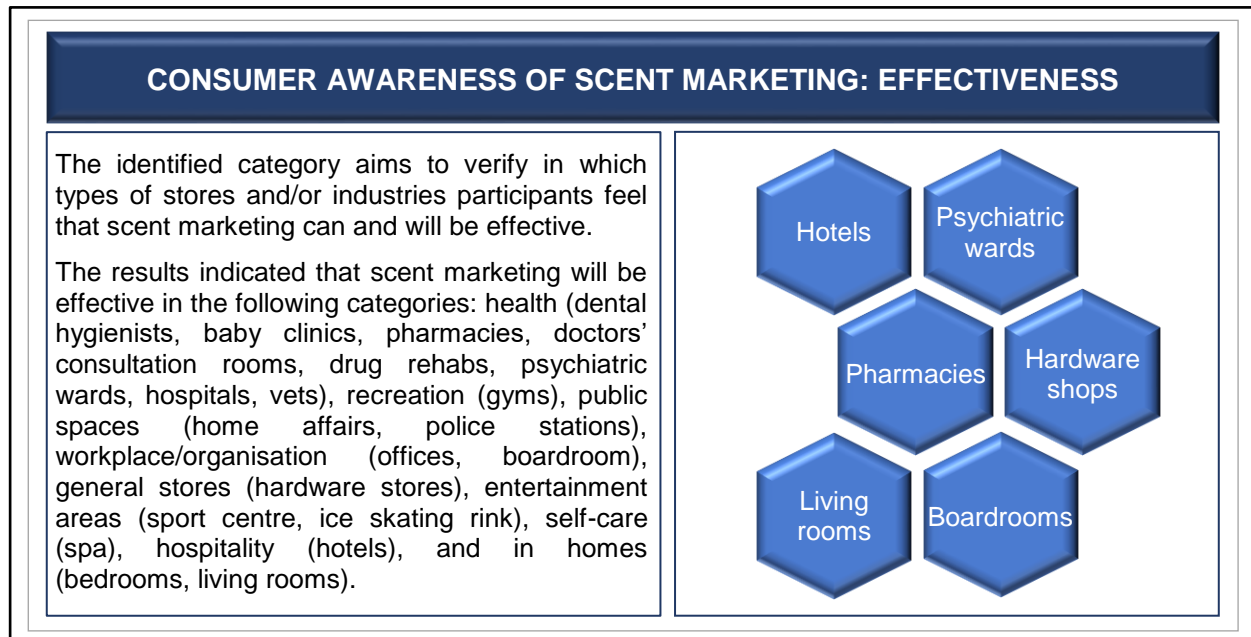 CONSUMER AWARENESS OF SCENT MARKETING: EFFECTIVENESS
The identified category aims to verify in which
types of stores and/or industries participants feel
that scent marketing can and will be effective.
The results indicated that scent marketing will be
effective in the following categories: health (dental
hygienists, baby clinics, pharmacies, doctors’
consultation rooms, drug rehabs, psychiatric
wards, hospitals, vets), recreation (gyms), public
spaces (home affairs, police stations),
workplace/organisation (offices, boardroom),
general stores (hardware stores), entertainment
areas (sport centre, ice skating rink), self-care
(spa), hospitality (hotels), and in homes
(bedrooms, living rooms).
Hotels
Psychiatric
wards
Pharmacies
Hardware
shops
Living
rooms
Boardrooms